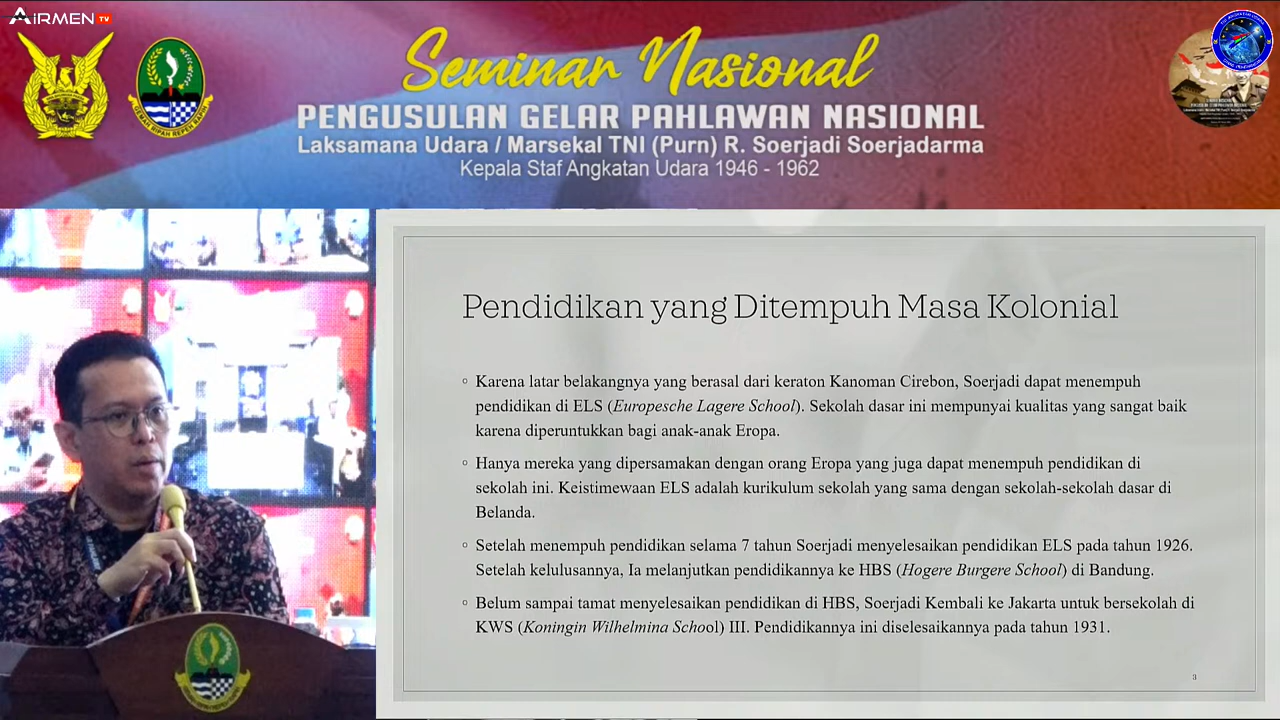 AiRMEN TV
Seminar Nasional
PENGUSULAN GELAR PAHLAWAN NASIONAL
Laksamana Udara / Marsekal TNI (Purn) R. Soerjadi Soerjadarma
Kepala Staf Angkatan Udara 1946 - 1962
Pendidikan yang Ditempuh Masa Kolonial
Karena latar belakangnya yang berasal dari keraton Kanoman Cirebon, Soerjadi dapat menempuh
pendidikan di ELS (Europesche Lagere School). Sekolah dasar ini mempunyai kualitas yang sangat baik
karena diperuntukkan bagi anak-anak Eropa.
Hanya mereka yang dipersamakan dengan orang Eropa yang juga dapat menempuh pendidikan di
sekolah ini. Keistimewaan ELS adalah kurikulum sekolah yang sama dengan sekolah-sekolah dasar di
Belanda.
Setelah menempuh pendidikan selama 7 tahun Soerjadi menyelesaikan pendidikan ELS pada tahun 1926.
Setelah kelulusannya, Ia melanjutkan pendidikannya ke HBS (Hogere Burgere School) di Bandung.
Belum sampai tamat menyelesaikan pendidikan di HBS, Soerjadi Kembali ke Jakarta untuk bersekolah di
KWS (Koningin Wilhelmina School) III. Pendidikannya ini diselesaikannya pada tahun 1931.
3